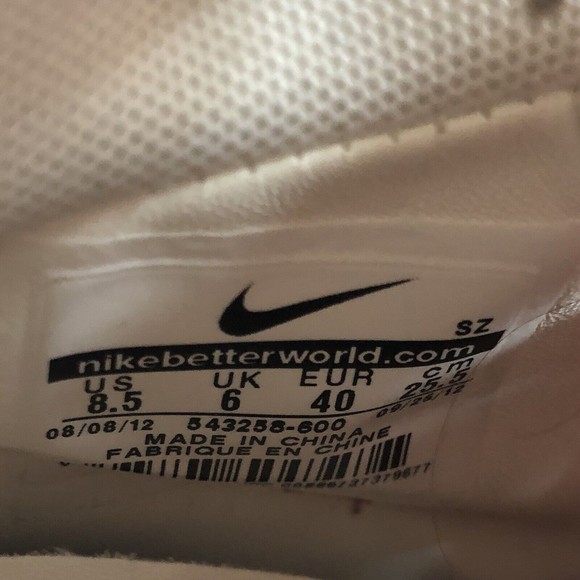 SZ
nikebetterworld.com
US UK EUR cm
8.5 6 40 25.5
08/08/12 543258-600 09/25/12
MADE IN CHINA
FABRIQUE EN CHINE